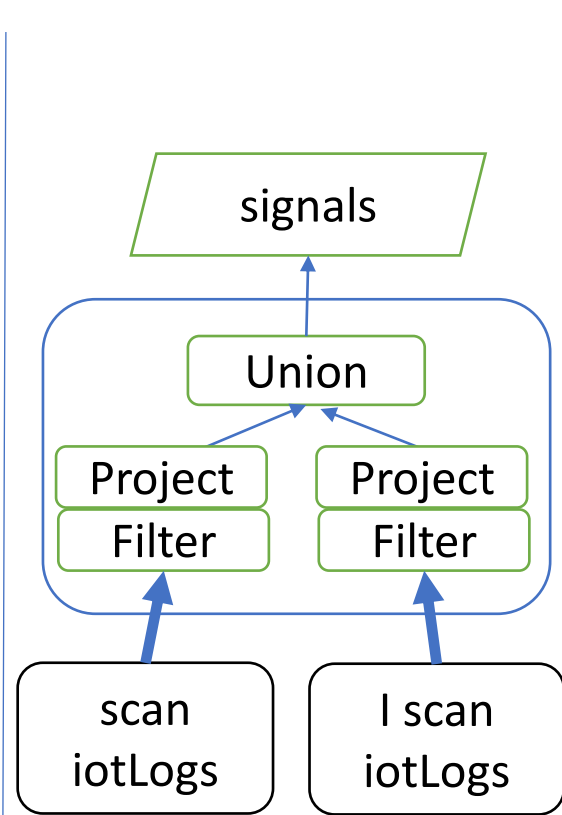 signals
Union
Project
Project
Filter
Filter
scan
iotLogs
I scan
iotLogs